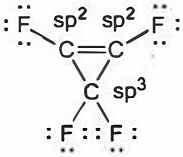 F sp² sp² F
C C
C sp³
F F